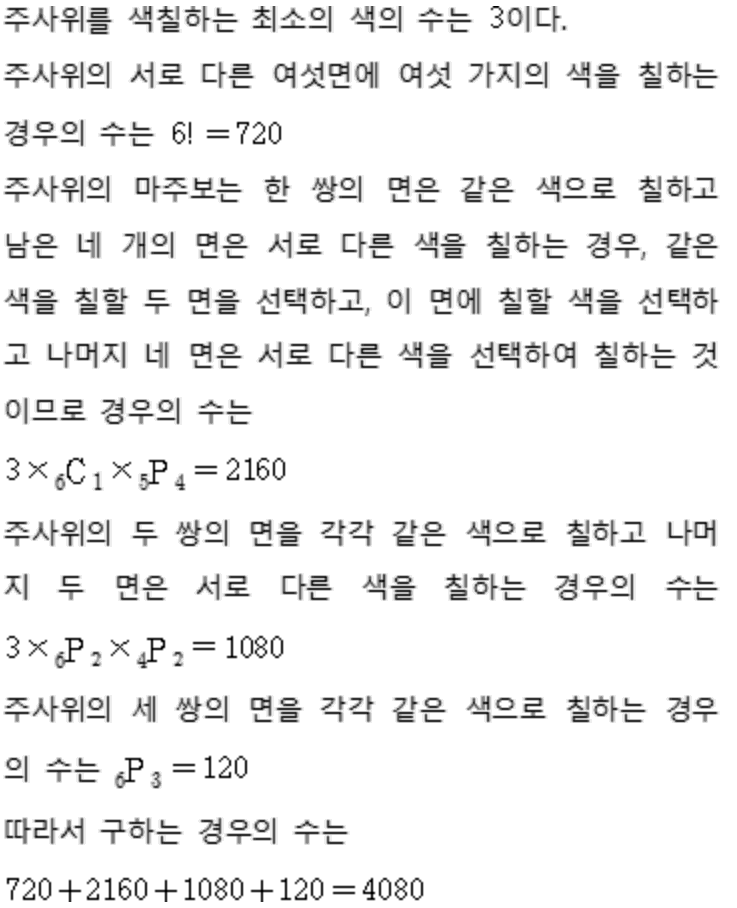 주사위를 색칠하는 최소의 색의 수는 3이다.
주사위의 서로 다른 여섯면에 여섯 가지의 색을 칠하는
경우의 수는 6! = 720
주사위의 마주보는 한 쌍의 면은 같은 색으로 칠하고
남은 네 개의 면은 서로 다른 색을 칠하는 경우, 같은
색을 칠할 두 면을 선택하고, 이 면에 칠할 색을 선택하
고 나머지 네 면은 서로 다른 색을 선택하여 칠하는 것
이므로 경우의 수는
3×₆C₁×₅P₄ = 2160
주사위의 두 쌍의 면을 각각 같은 색으로 칠하고 나머
지 두 면은 서로 다른 색을 칠하는 경우의 수는
3×₆P₂×₄P₂ = 1080
주사위의 세 쌍의 면을 각각 같은 색으로 칠하는 경우
의 수는 ₆P₃ = 120
따라서 구하는 경우의 수는
720+2160+1080+120 = 4080